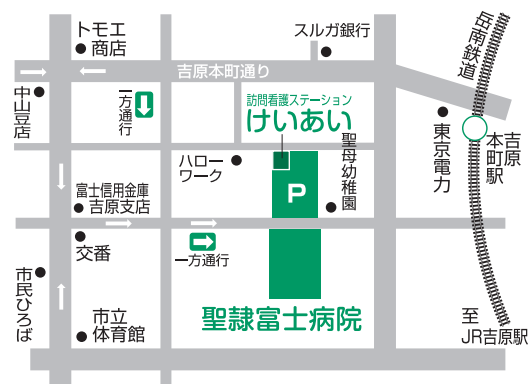 トモエ
商店
スルガ銀行
岳南鉄道
吉原本町通り
中山豆店
一方
通行
訪問看護ステーション
けいあい
ハロー
ワーク
聖母幼稚園
東京電力
吉原
本町駅
富士信用金庫
吉原支店
P
交番
一方通行
市民ひろば
市立
体育館
聖隷富士病院
至
JR吉原駅